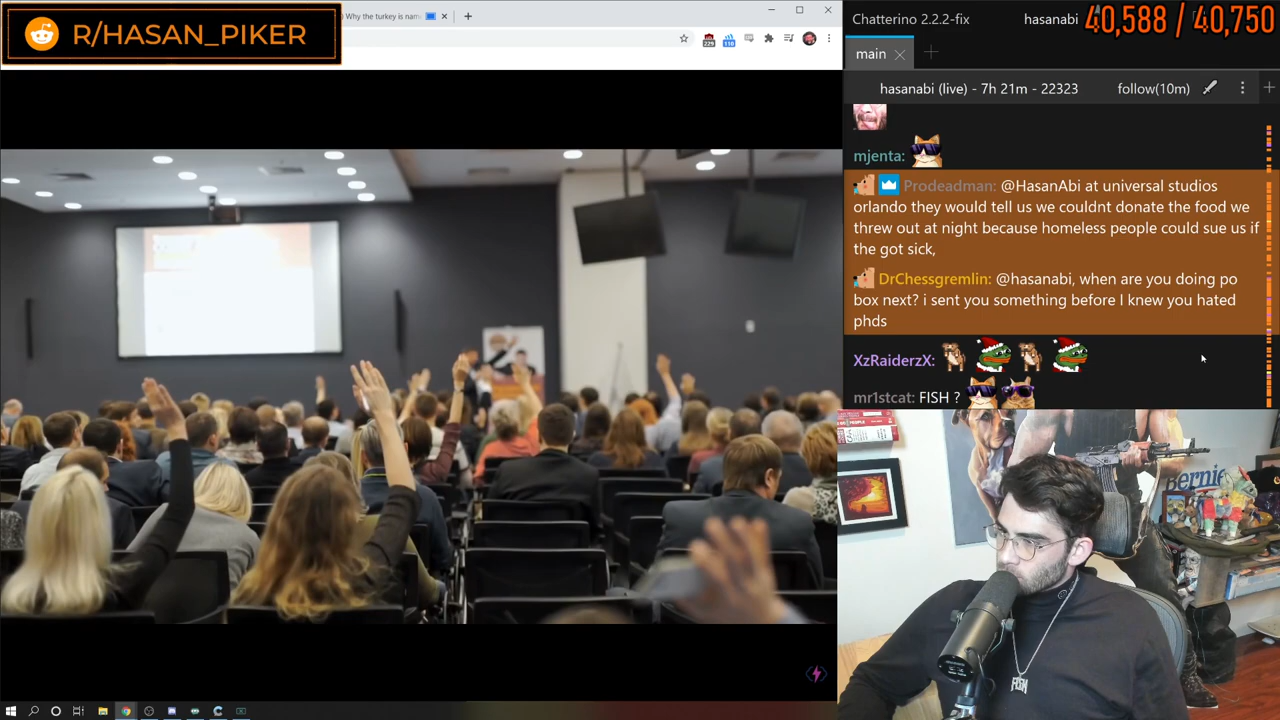 R/HASAN_PIKER
) Why the turkey is nam
229
118
Chatterino 2.2.2-fix
hasanabi
40,588 / 40,750
main
hasanabi (live) - 7h 21m - 22323
follow(10m)
mjenta:
Prodeadman: @HasanAbi at universal studios
orlando they would tell us we couldnt donate the food we
threw out at night because homeless people could sue us if
the got sick,
DrChessgremlin: @hasanabi, when are you doing po
box next? i sent you something before I knew you hated
phds
XzRaiderzX:
mr1stcat: FISH ?
Bernie
FISH